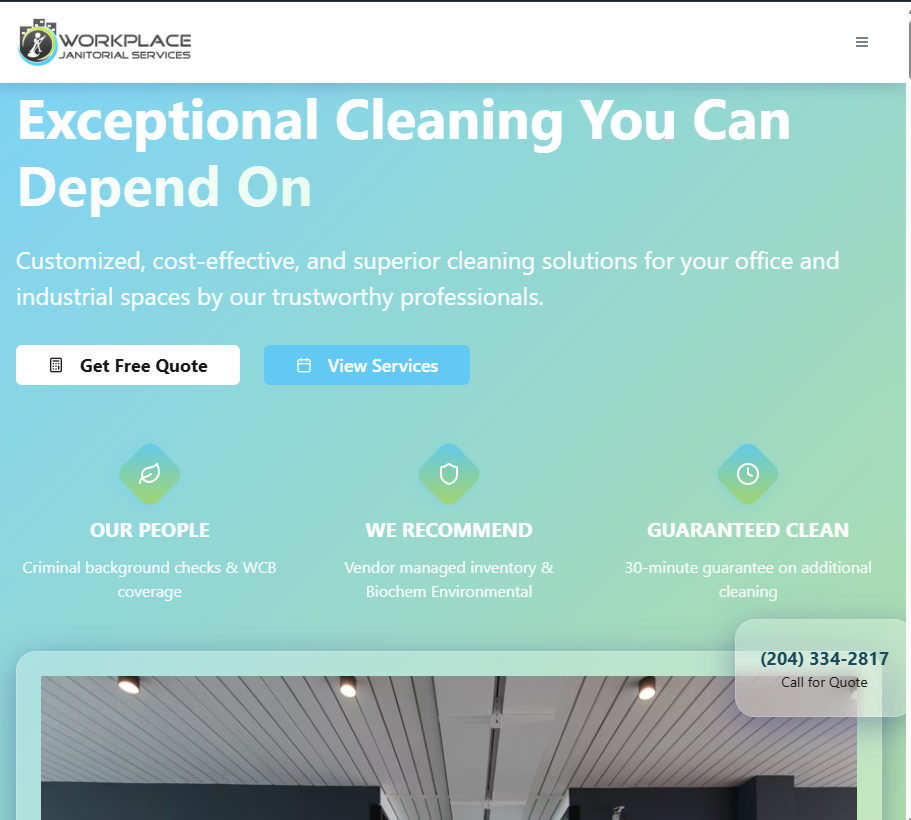 WORKPLACE
JANITORIAL SERVICES
Exceptional Cleaning You Can
Depend On
Customized, cost-effective, and superior cleaning solutions for your office and
industrial spaces by our trustworthy professionals.
Get Free Quote
View Services
OUR PEOPLE
Criminal background checks & WCB
coverage
WE RECOMMEND
Vendor managed inventory &
Biochem Environmental
GUARANTEED CLEAN
30-minute guarantee on additional
cleaning
(204) 334-2817
Call for Quote